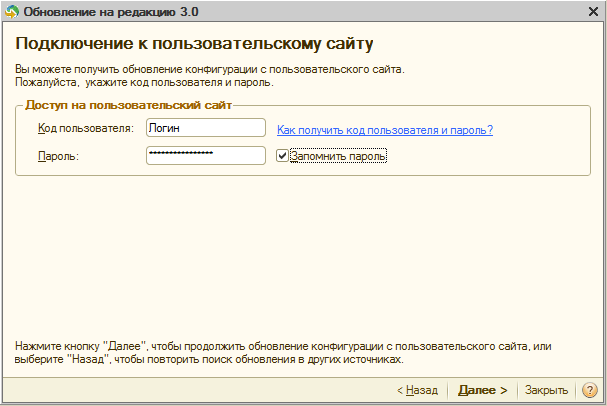 Обновление на редакцию 3.0
Подключение к пользовательскому сайту
Вы можете получить обновление конфигурации с пользовательского сайта.
Пожалуйста, укажите код пользователя и пароль.
Доступ на пользовательский сайт
Код пользователя: Логин Как получить код пользователя и пароль?
Пароль: **************** Запомнить пароль
Нажмите кнопку "Далее", чтобы продолжить обновление конфигурации с пользовательского сайта, или
выберите "Назад", чтобы повторить поиск обновления в других источниках.
< Назад Далее > Закрыть ?